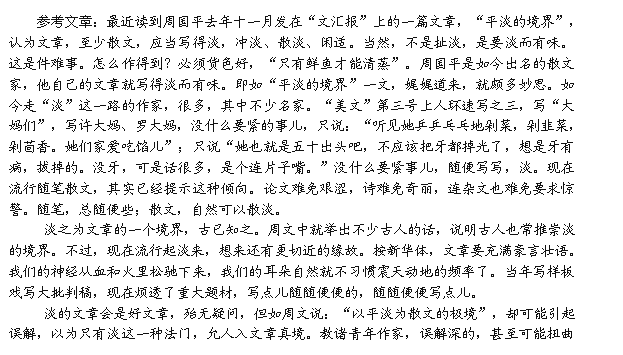 参考文章：最近读到周国平去年十一月发在“文汇报”上的一篇文章，“平淡的境界”，
认为文章，至少散文，应当写得淡，冲淡、散淡、闲适。当然，不是扯淡，是要淡而有味。
这是件难事。怎么作得到？必须货色好，“只有鲜鱼才能清蒸”。周国平是如今出名的散文
家，他自己的文章就写得淡而有味。即如“平淡的境界”一文，娓娓道来，就颇多妙思。如
今走“淡”这一路的作家，很多，其中不少名家。“美文”第三号上人环速写之三，写“大
妈们”，写许大妈、罗大妈，没什么要紧的事儿，只说：“听见她乒乒乓乓地剁菜，剁韭菜，
剁茴香。她们家爱吃馅儿”；只说“她也就是五十出头吧，不应该把牙都掉光了，想是牙有
病，拔掉的。没牙，可是话很多，是个连片子嘴。”没什么要紧事儿，随便写写，淡。现在
流行随笔散文，其实已经提示这种倾向。论文难免艰涩，诗难免奇丽，连杂文也难免要求惊
警。随笔，总随便些；散文，自然可以散淡。
淡之为文章的一个境界，古已知之。周文中就举出不少古人的话，说明古人也常推崇淡
的境界。不过，现在流行起淡来，想来还有更切近的缘故。按新华体，文章要充满豪言壮语。
我们的神经从血和火里松驰下来，我们的耳朵自然就不习惯震天动地的频率了。当年写样板
戏写大批判稿，现在烦透了重大题材，写点儿随随便便的，随随便便写点儿。
淡的文章会是好文章，殆无疑问，但如周文说：“以平淡为散文的极境”，却可能引起
误解，以为只有淡这一种法门，允人入文章真境。教诲青年作家，误解深的，甚至可能扭曲